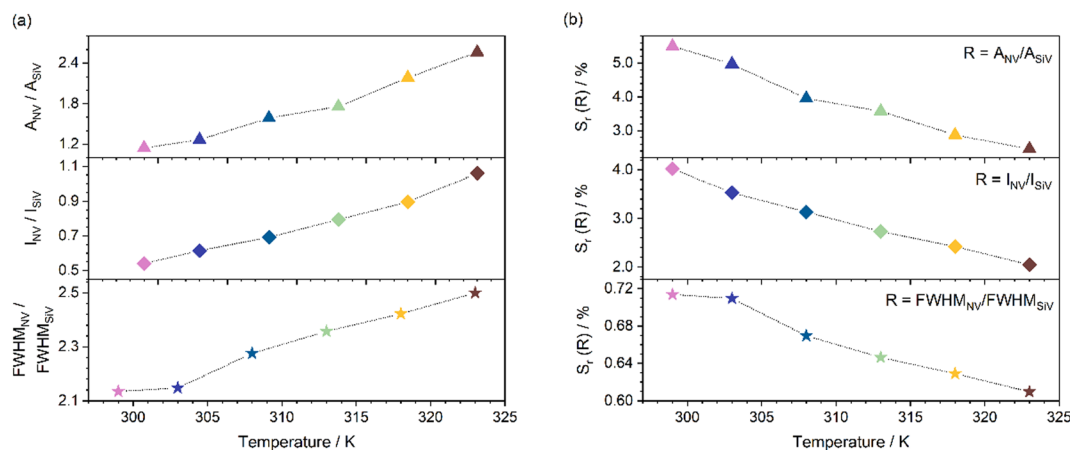 (a)
A_NV / A_SiV
2.4
1.8
1.2
I_NV / I_SiV
1.1
0.9
0.7
0.5
FWHM_NV /
FWHM_SiV
2.5
2.3
2.1
300 305 310 315 320 325
Temperature / K
(b)
R = A_NV/A_SiV
S_r (R) / %
5.0
4.0
3.0
R = I_NV/I_SiV
S_r (R) / %
4.0
3.0
2.0
R = FWHM_NV/FWHM_SiV
S_r (R) / %
0.72
0.68
0.64
0.60
300 305 310 315 320 325
Temperature / K